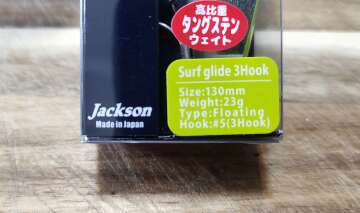 高比重
タングステン
ウェイト
Surf glide 3Hook
Size:130mm
Weight:23g
Type:Floating
Hook:#5(3Hook)
Jackson
Made in Japan